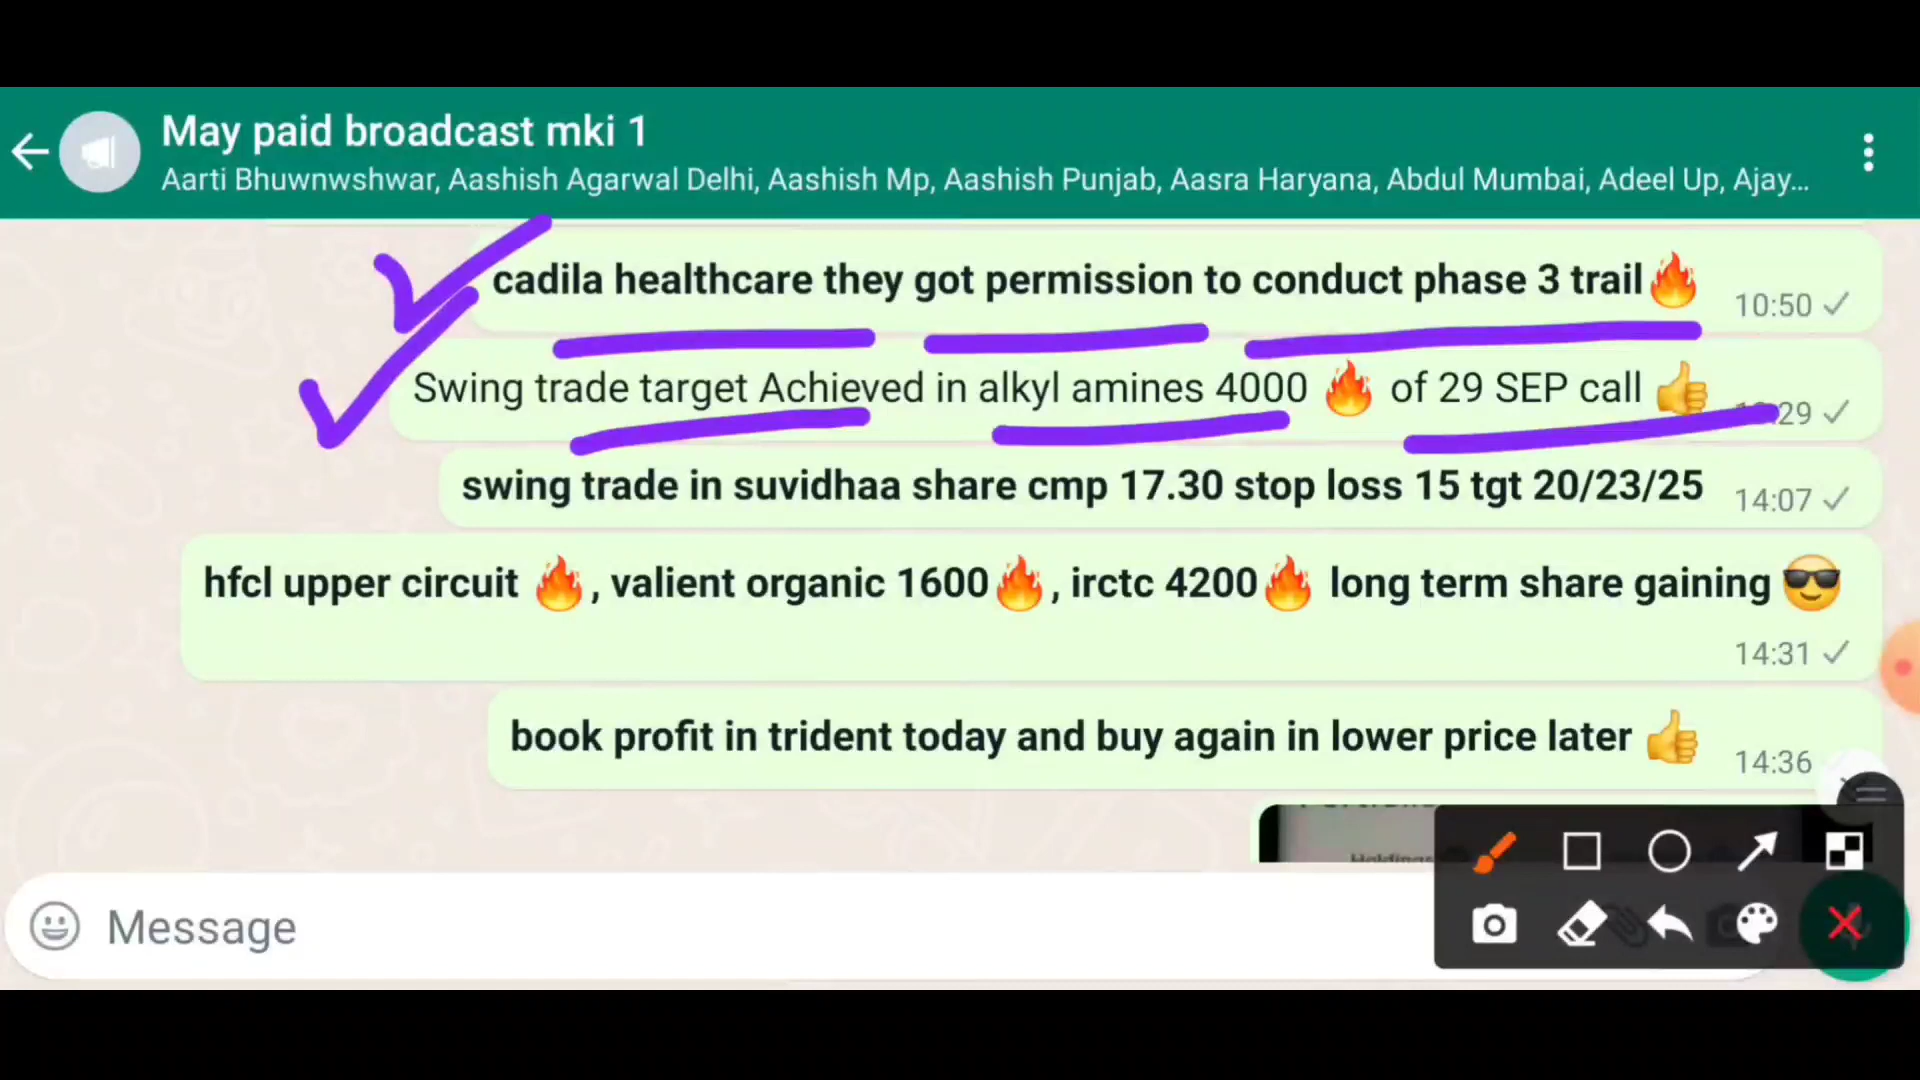 May paid broadcast mki 1
Aarti Bhuwnwshwar, Aashish Agarwal Delhi, Aashish Mp, Aashish Punjab, Aasra Haryana, Abdul Mumbai, Adeel Up, Ajay...
cadila healthcare they got permission to conduct phase 3 trail🔥 10:50
Swing trade target Achieved in alkyl amines 4000 🔥 of 29 SEP call 👍
swing trade in suvidhaa share cmp 17.30 stop loss 15 tgt 20/23/25 14:07
hfcl upper circuit 🔥, valient organic 1600🔥, irctc 4200🔥 long term share gaining 😎
14:31
book profit in trident today and buy again in lower price later 👍 14:36
Message